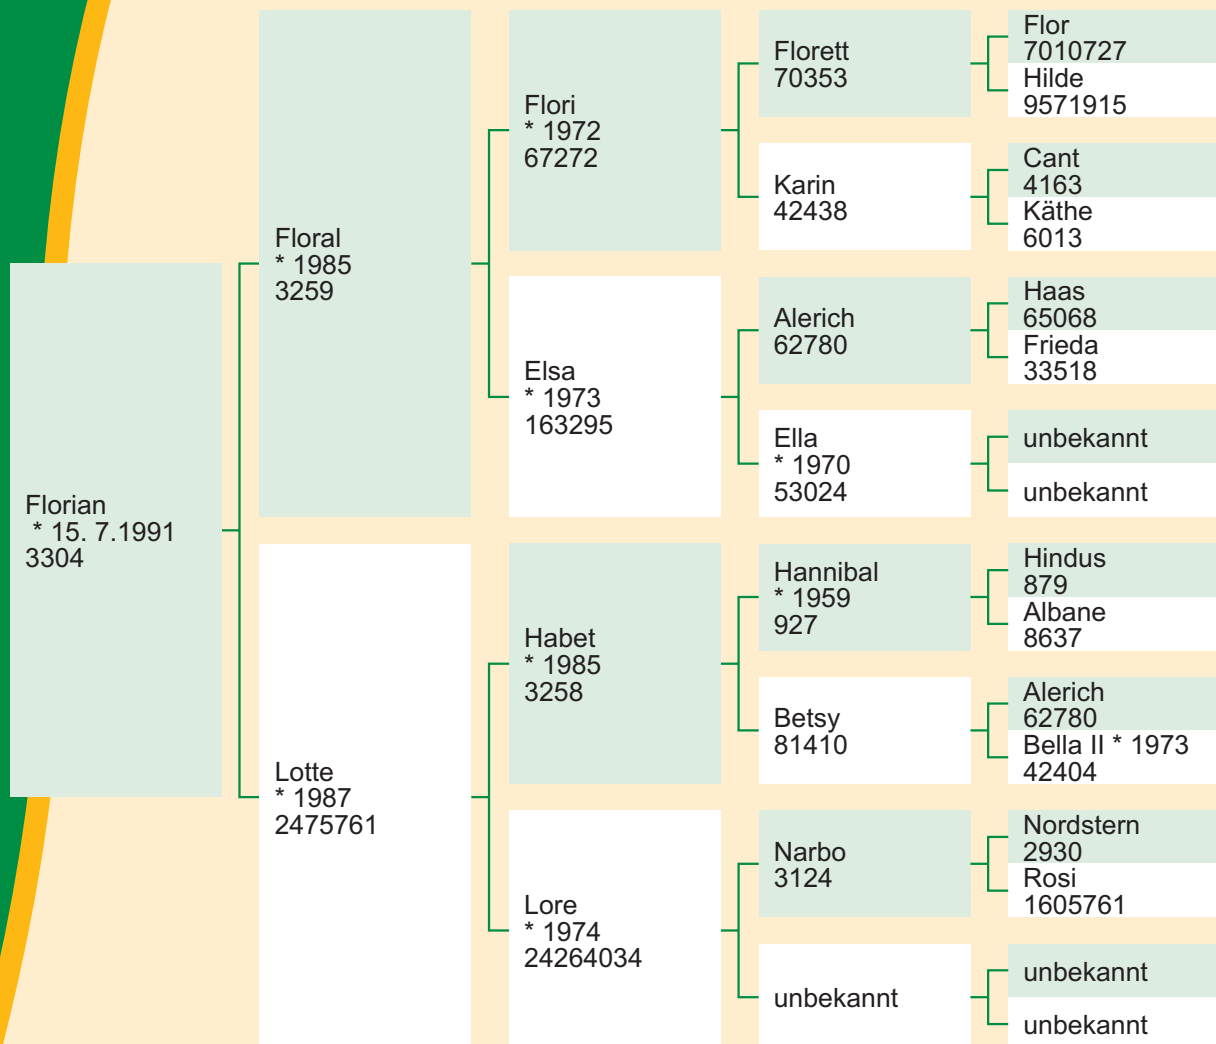 Florian
* 15. 7.1991
3304
Floral
* 1985
3259
Lotte
* 1987
2475761
Flori
* 1972
67272
Elsa
* 1973
163295
Habet
* 1985
3258
Lore
* 1974
24264034
Florett
70353
Karin
42438
Alerich
62780
Ella
* 1970
53024
Hannibal
* 1959
927
Betsy
81410
Narbo
3124
unbekannt
Flor
7010727
Hilde
9571915
Cant
4163
Käthe
6013
Haas
65068
Frieda
33518
unbekannt
unbekannt
Hindus
879
Albane
8637
Alerich
62780
Bella II * 1973
42404
Nordstern
2930
Rosi
1605761
unbekannt
unbekannt